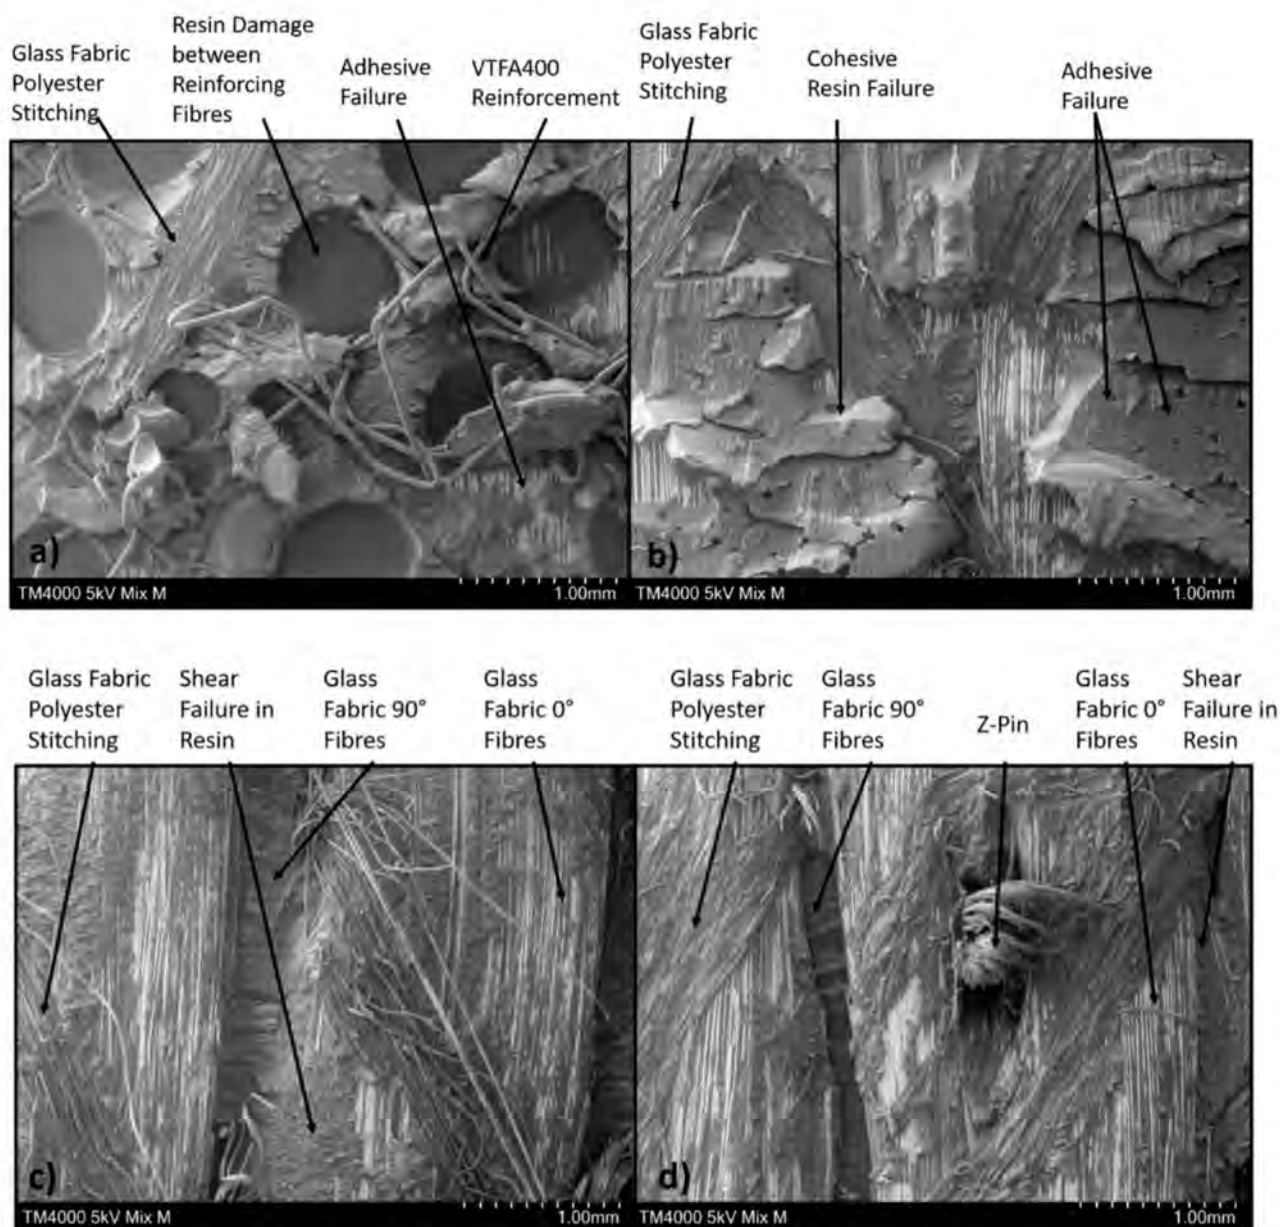 Glass Fabric
Polyester
Stitching
Resin Damage
between
Reinforcing
Fibres
Adhesive
Failure
VTFA400
Reinforcement
Glass Fabric
Polyester
Stitching
Cohesive
Resin Failure
Adhesive
Failure
a)
TM4000 5kV Mix M
1.00mm
b)
TM4000 5kV Mix M
1.00mm
Glass Fabric
Polyester
Stitching
Shear
Failure in
Resin
Glass
Fabric 90°
Fibres
Glass
Fabric 0°
Fibres
Glass Fabric
Polyester
Stitching
Glass
Fabric 90°
Fibres
Z-Pin
Glass
Fabric 0°
Fibres
Shear
Failure in
Resin
c)
TM4000 5kV Mix M
1.00mm
d)
TM4000 5kV Mix M
1.00mm